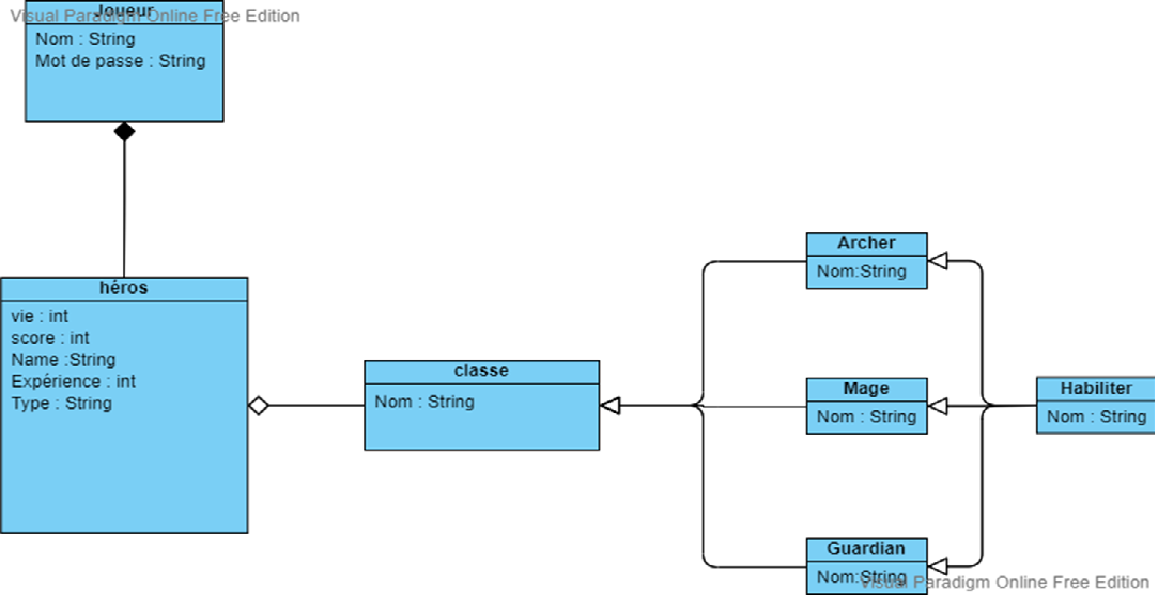 Visual Paradigm Online Free Edition
Joueur
Nom : String
Mot de passe : String
héros
vie : int
score : int
Name :String
Expérience : int
Type : String
classe
Nom : String
Archer
Nom:String
Mage
Nom : String
Guardian
Nom:String
Habiliter
Nom : String
Visual Paradigm Online Free Edition